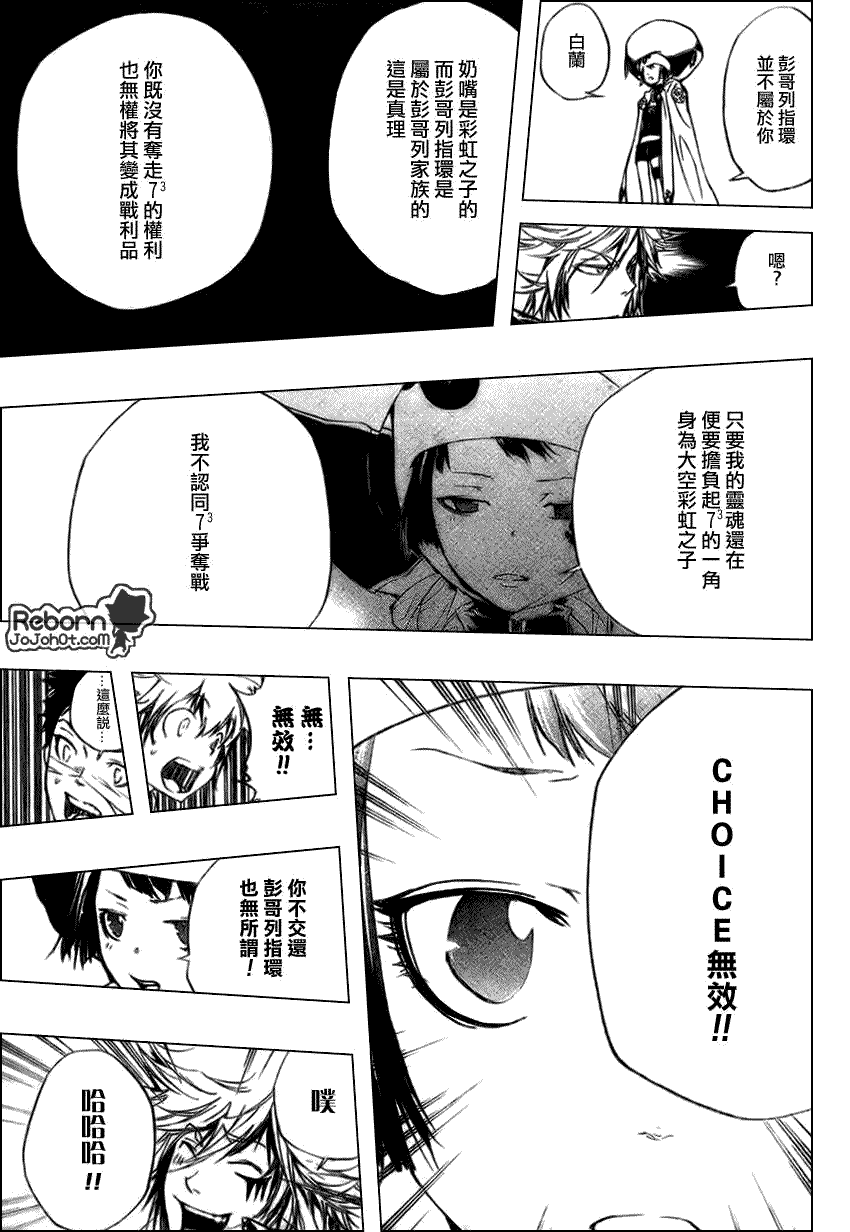 彭哥列指環
並不屬於你
白蘭
嗯?
奶嘴是彩虹之子的
而彭哥列指環是
屬於彭哥列家族的
這是真理
你既沒有奪走7³的權利
也無權將其變成戰利品
只要我的靈魂還在
便要擔負起7³的一角
身為大空彩虹之子
我不認同7³爭奪戰
CHOICE無效!!
無…
無效!!
…這麼說…
你不交還
彭哥列指環
也無所謂!
噗
哈哈哈!!
Reborn
JoJohOt.com